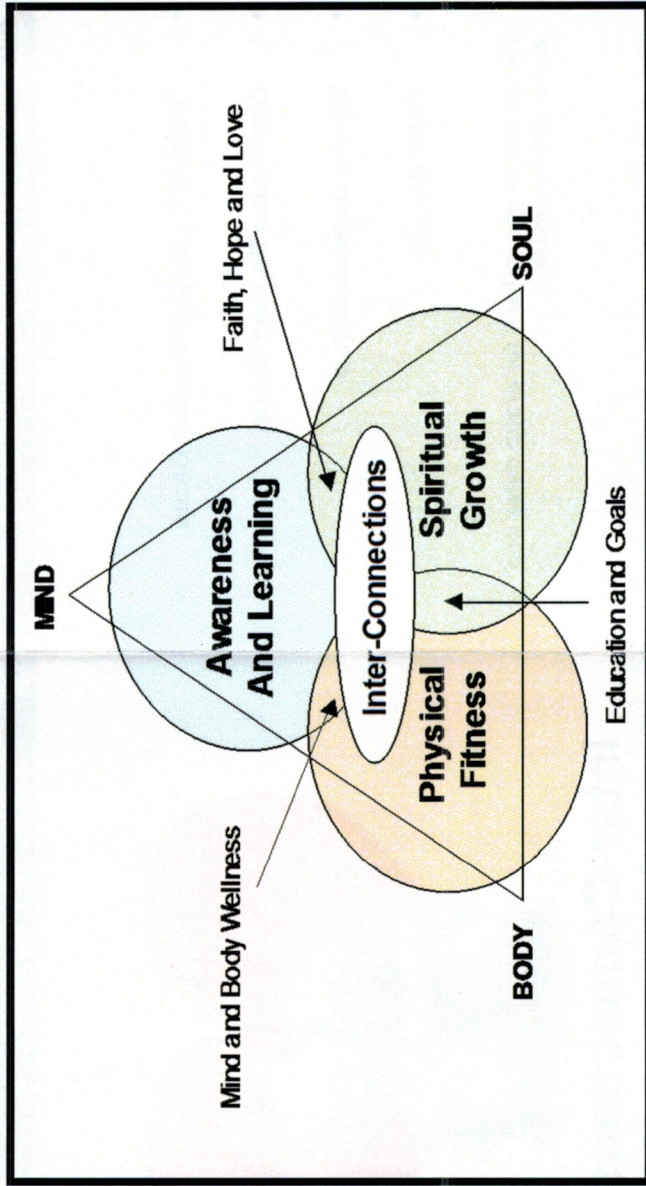 MIND
Faith, Hope and Love
Awareness
And Learning
Mind and Body Wellness
Inter-Connections
Physical
Fitness
Spiritual
Growth
BODY
SOUL
Education and Goals